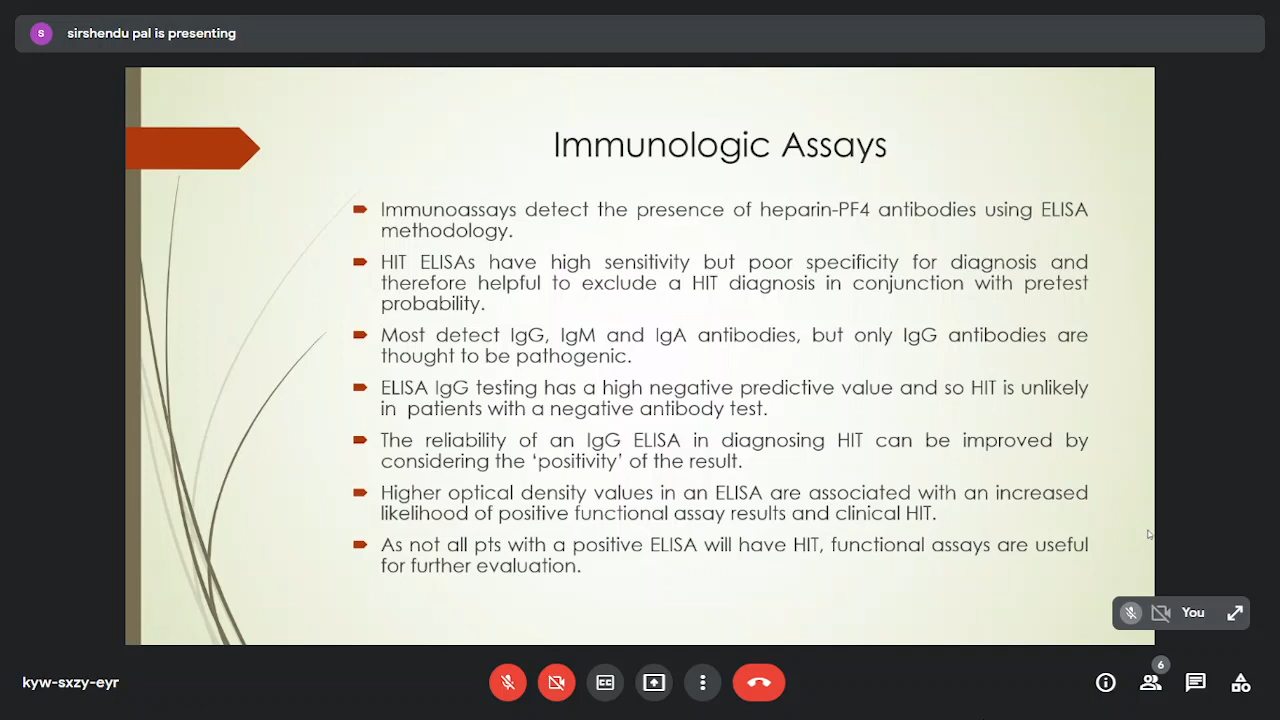 S
sirshendu pal is presenting
Immunologic Assays
Immunoassays detect the presence of heparin-PF4 antibodies using ELISA
methodology.
HIT ELISAs have high sensitivity but poor specificity for diagnosis and
therefore helpful to exclude a HIT diagnosis in conjunction with pretest
probability.
Most detect IgG, IgM and IgA antibodies, but only IgG antibodies are
thought to be pathogenic.
ELISA IgG testing has a high negative predictive value and so HIT is unlikely
in patients with a negative antibody test.
The reliability of an IgG ELISA in diagnosing HIT can be improved by
considering the ‘positivity’ of the result.
Higher optical density values in an ELISA are associated with an increased
likelihood of positive functional assay results and clinical HIT.
As not all pts with a positive ELISA will have HIT, functional assays are useful
for further evaluation.
You
kyw-sxzy-eyr
CC
6